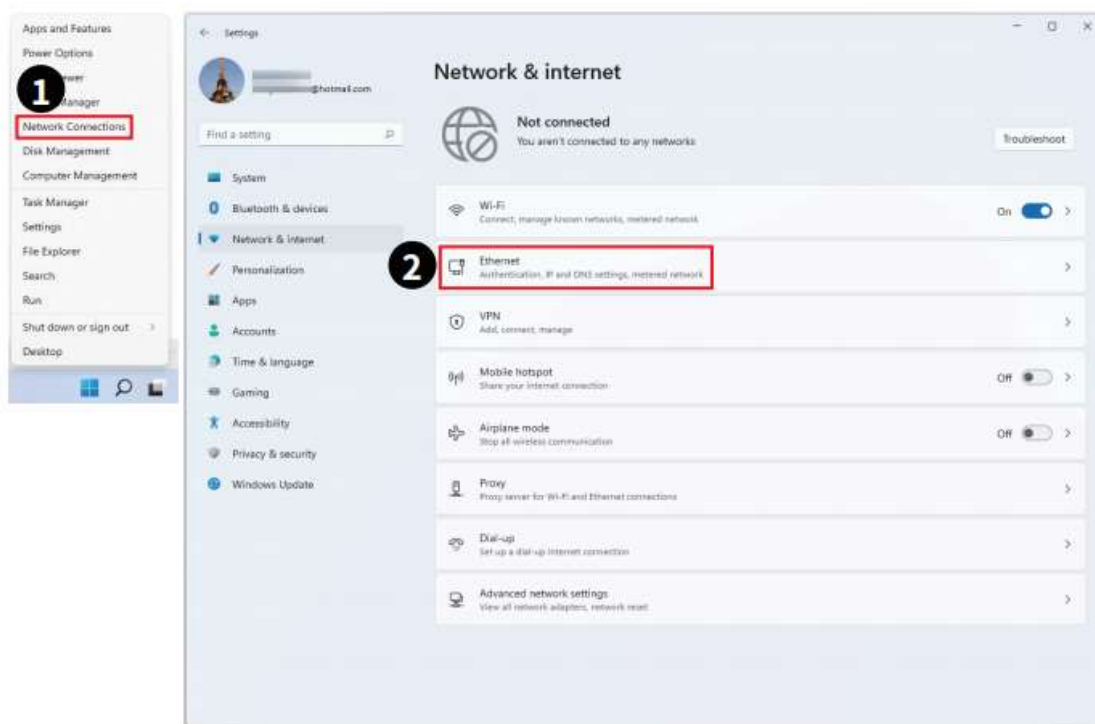 Apps and Features
Power Options
ewer
1
Manager
Network Connections
Disk Management
Computer Management
Task Manager
Settings
File Explorer
Search
Run
Shut down or sign out
Desktop
Settings
@hotmail.com
Find a setting
System
Bluetooth & devices
Network & internet
Personalization
Apps
Accounts
Time & language
Gaming
Accessibility
Privacy & security
Windows Update
Network & internet
Not connected
You aren't connected to any networks
Troubleshoot
Wi-Fi
Connect, manage known networks, metered network
On
2
Ethernet
Authentication, IP and DNS settings, metered network
VPN
Add, connect, manage
Mobile hotspot
Share your internet connection
Off
Airplane mode
Stop all wireless communication
Off
Proxy
Proxy server for Wi-Fi and Ethernet connections
Dial-up
Set up a dial-up internet connection
Advanced network settings
View all network adapters, network reset